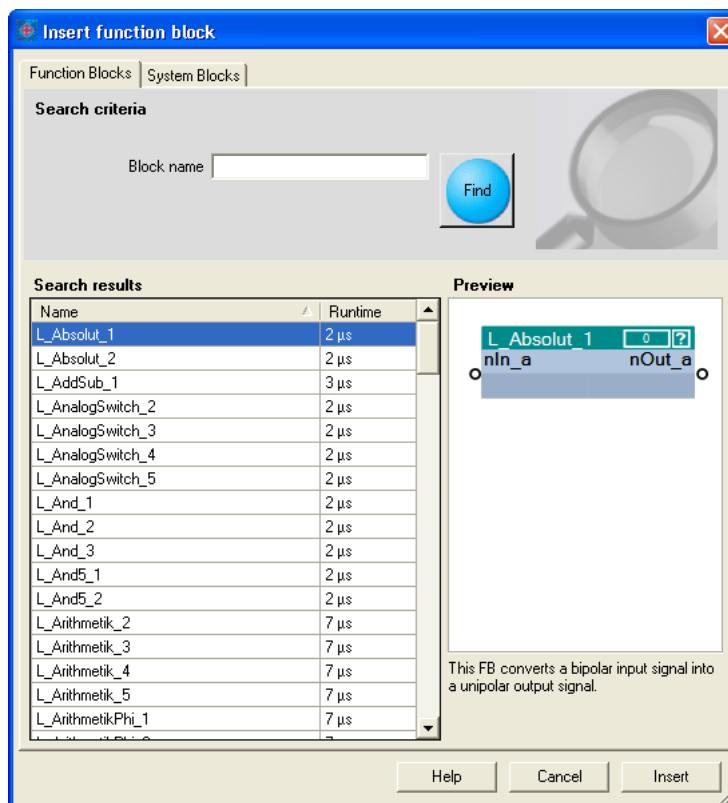 Insert function block
Function Blocks System Blocks
Search criteria
Block name
Find
Search results
Name Runtime
L_Absolut_1 2 µs
L_Absolut_2 2 µs
L_AddSub_1 3 µs
L_AnalogSwitch_2 2 µs
L_AnalogSwitch_3 2 µs
L_AnalogSwitch_4 2 µs
L_AnalogSwitch_5 2 µs
L_And_1 2 µs
L_And_2 2 µs
L_And_3 2 µs
L_And5_1 2 µs
L_And5_2 2 µs
L_Arithmetik_2 7 µs
L_Arithmetik_3 7 µs
L_Arithmetik_4 7 µs
L_Arithmetik_5 7 µs
L_ArithmetikPhi_1 7 µs
Preview
L_Absolut_1 0 ?
nIn_a nOut_a
This FB converts a bipolar input signal into
a unipolar output signal.
Help Cancel Insert